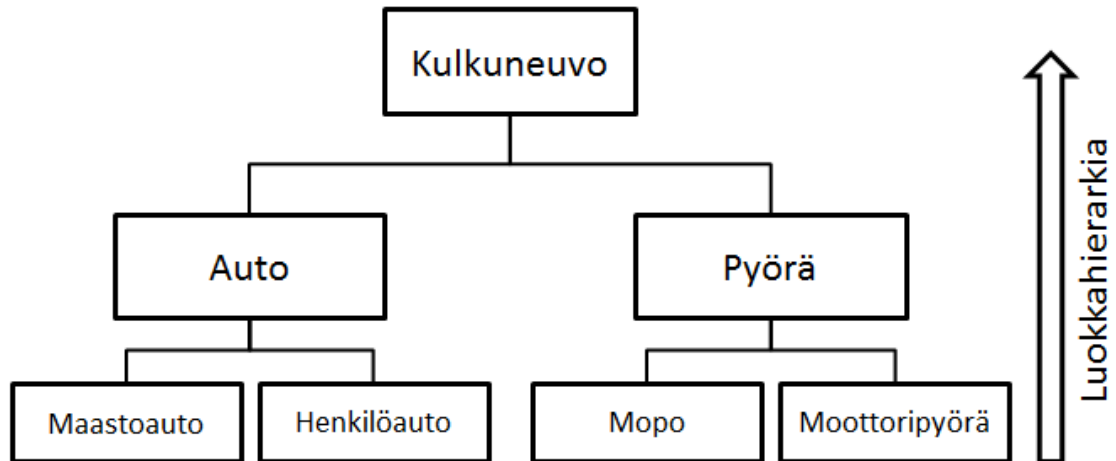 Kulkuneuvo
Auto
Pyörä
Maastoauto
Henkilöauto
Mopo
Moottoripyörä
Luokkahierarkia